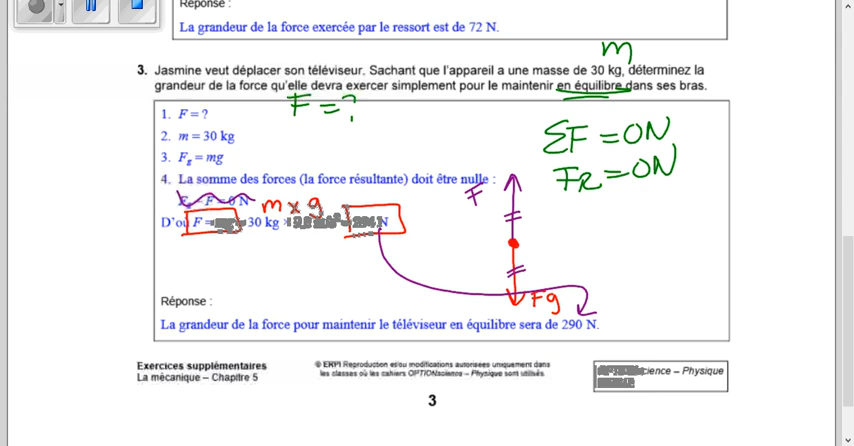 Réponse :
La grandeur de la force exercée par le ressort est de 72 N.
m
3. Jasmine veut déplacer son téléviseur. Sachant que l'appareil a une masse de 30 kg, déterminez la
grandeur de la force qu'elle devra exercer simplement pour le maintenir en équilibre dans ses bras.
F = ?
1. F = ?
2. m = 30 kg
3. Fg = mg
ΣF = 0N
FR = 0N
4. La somme des forces (la force résultante) doit être nulle :
F
m x g
D'où F = 30 kg N
Fg
Réponse :
La grandeur de la force pour maintenir le téléviseur en équilibre sera de 290 N.
Exercices supplémentaires
La mécanique – Chapitre 5
© ERPI Reproduction et/ou modifications autorisées uniquement dans
les classes où les cahiers OPTIONscience – Physique sont utilisés.
cience – Physique
3